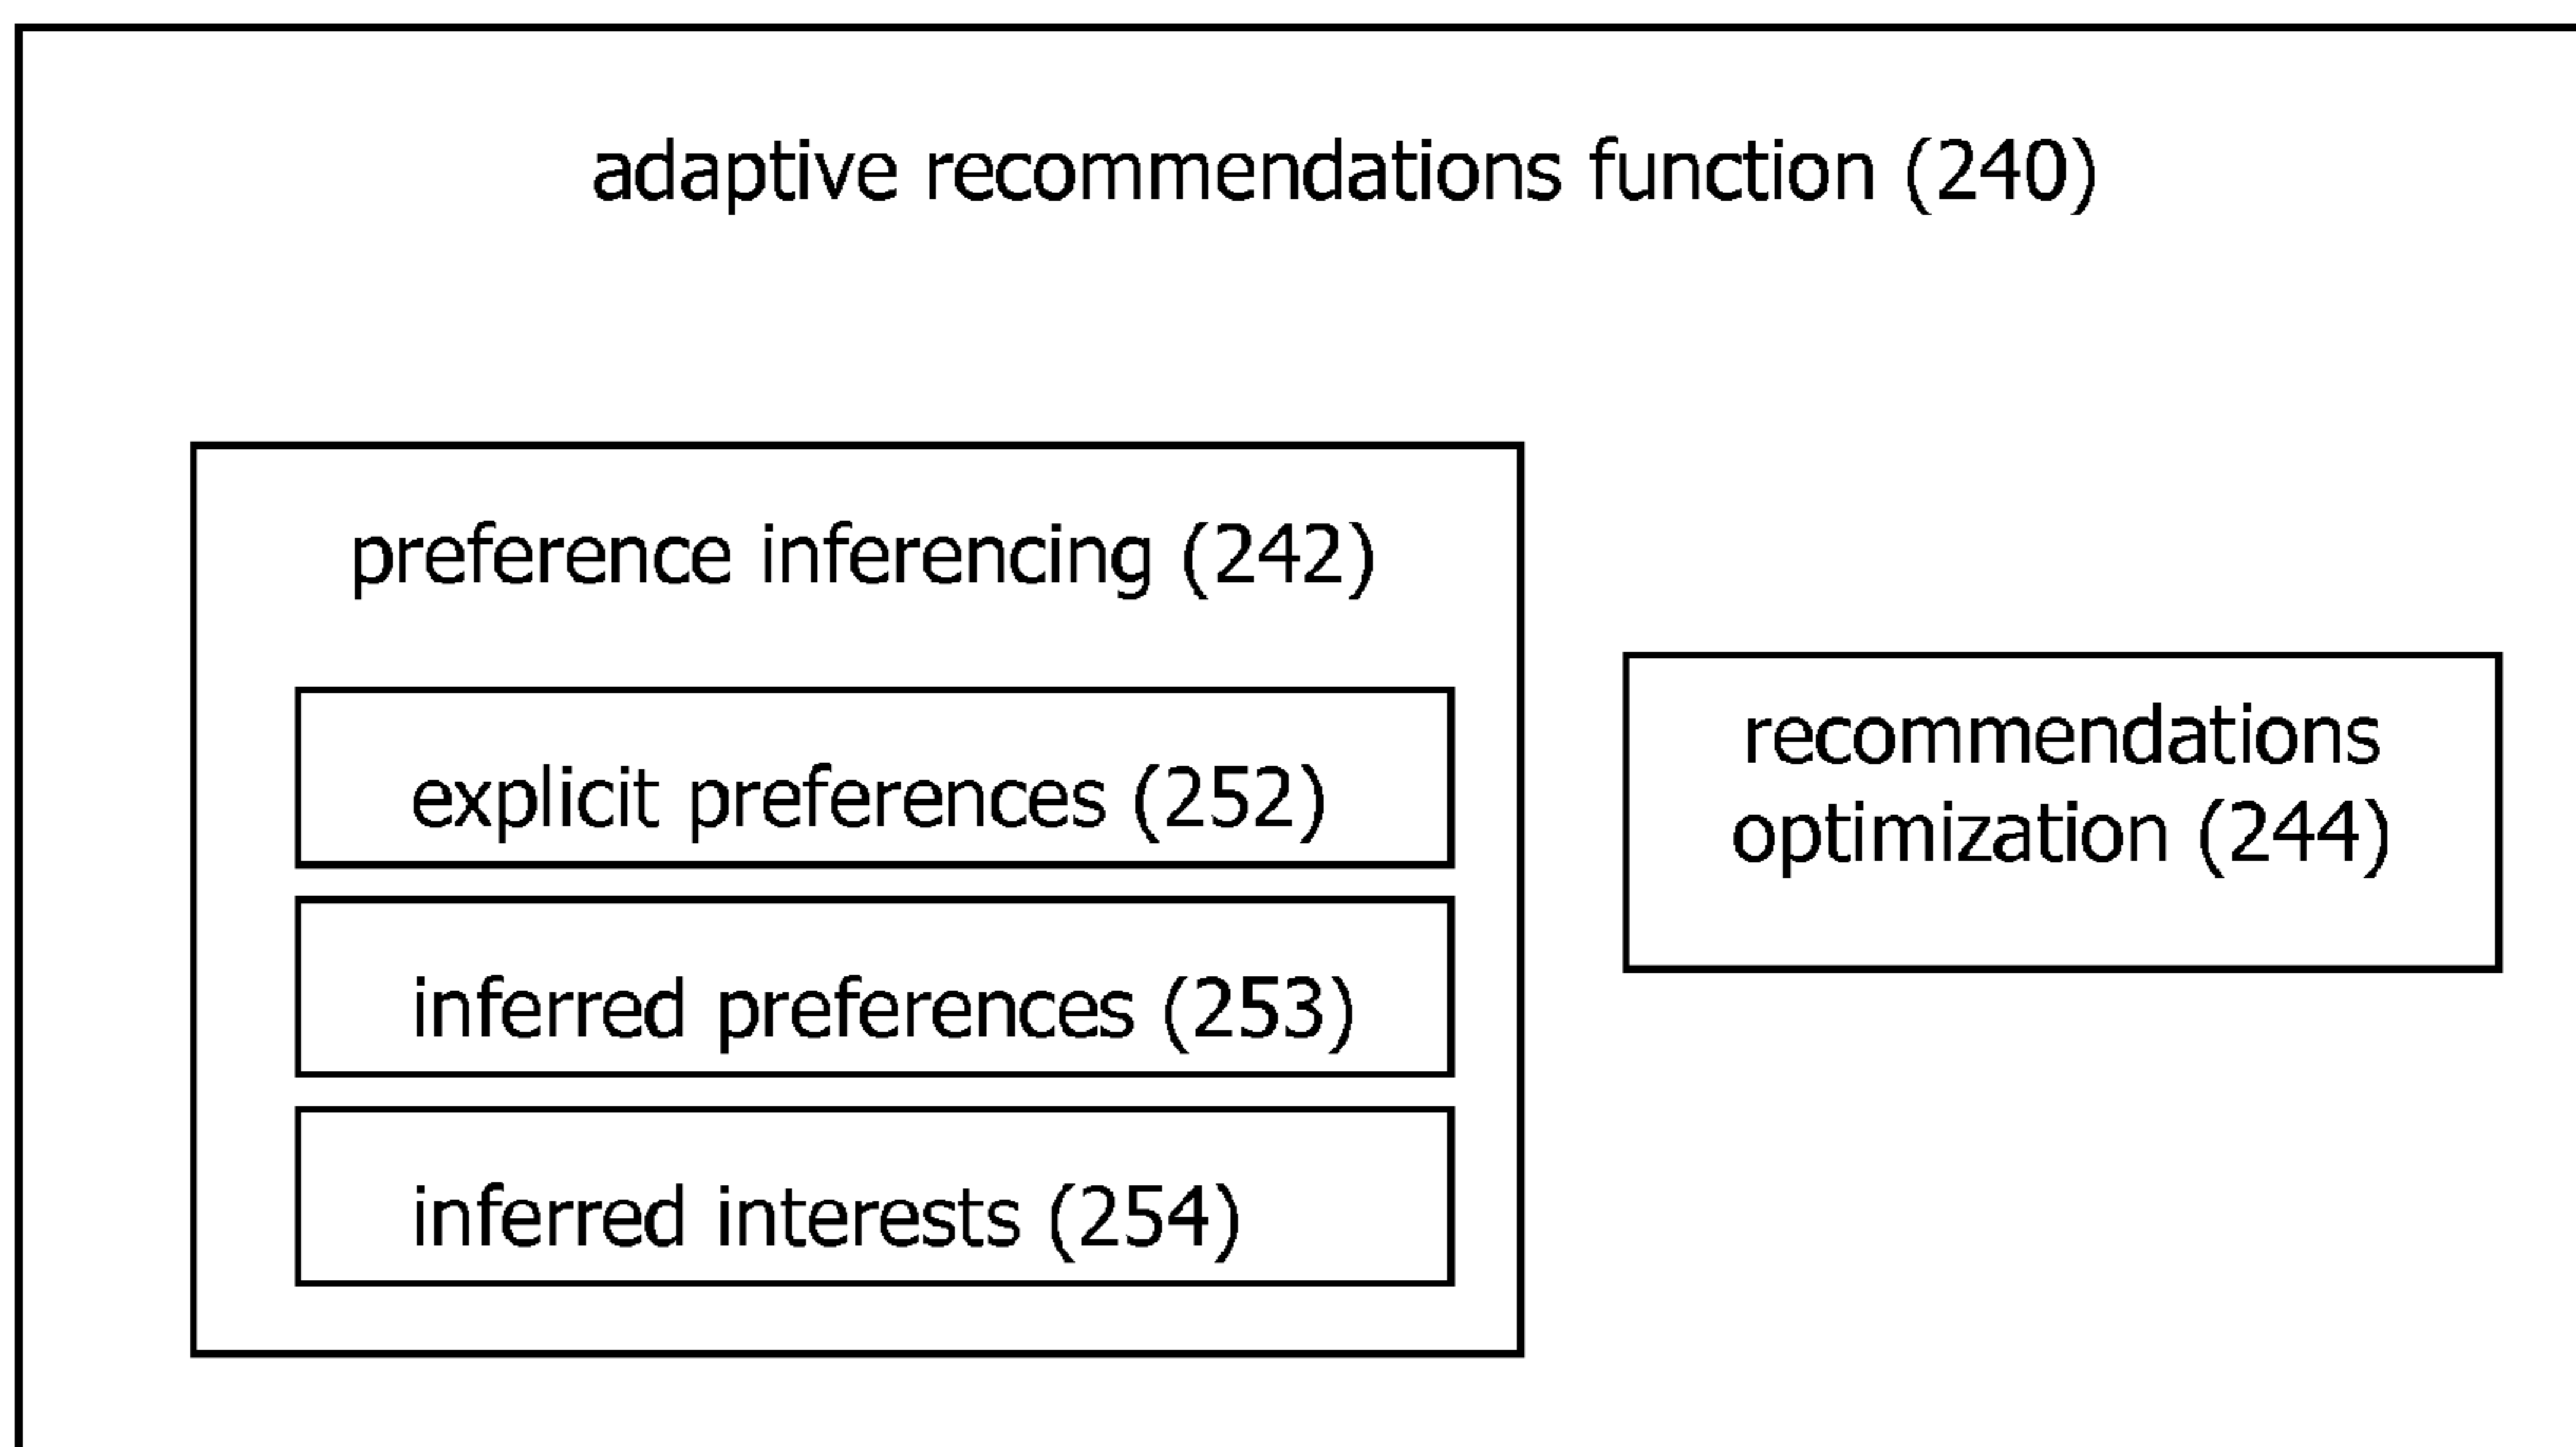 adaptive recommendations function (240)
preference inferencing (242)
explicit preferences (252)
inferred preferences (253)
inferred interests (254)
recommendations
optimization (244)